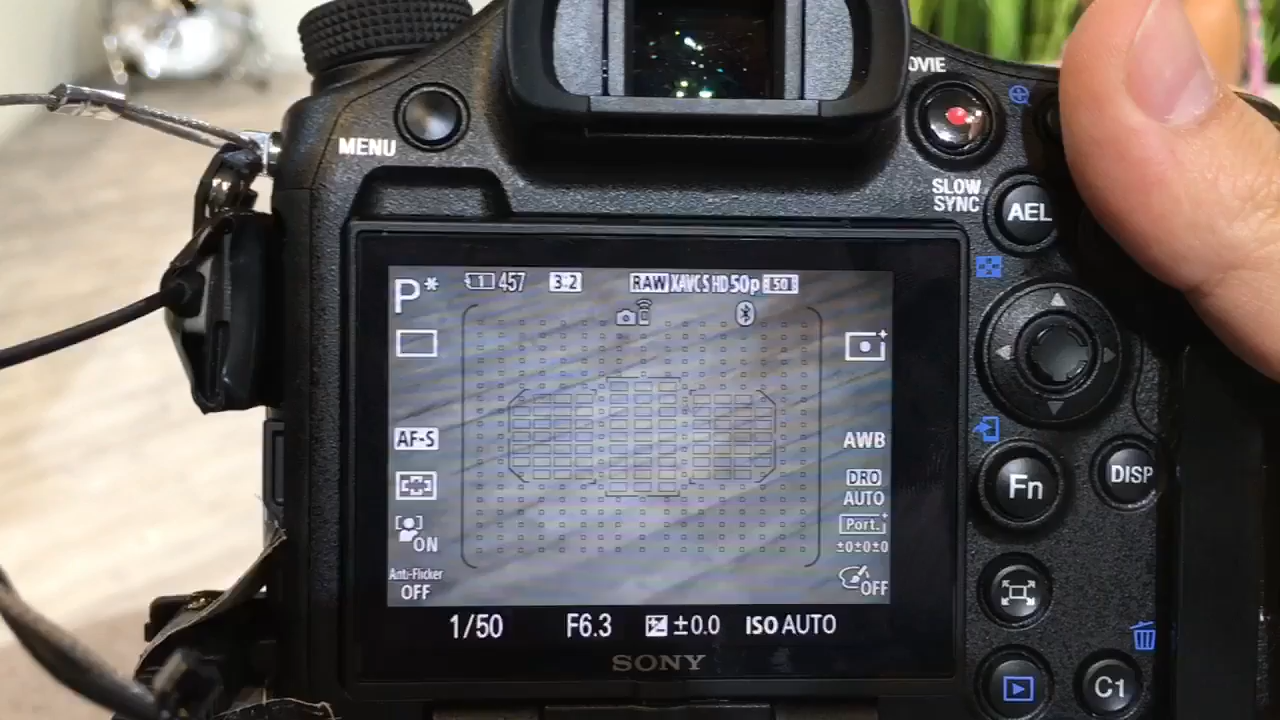 OVIE
MENU
SLOW
SYNC
AEL
P*
1 457
3:2
RAW XAVC S HD 50p 50
AF-S
AWB
DRO
AUTO
ON
Port.
±0±0±0
Anti-Flicker
OFF
OFF
1/50
F6.3
±0.0
ISO AUTO
SONY
Fn
DISP
C1